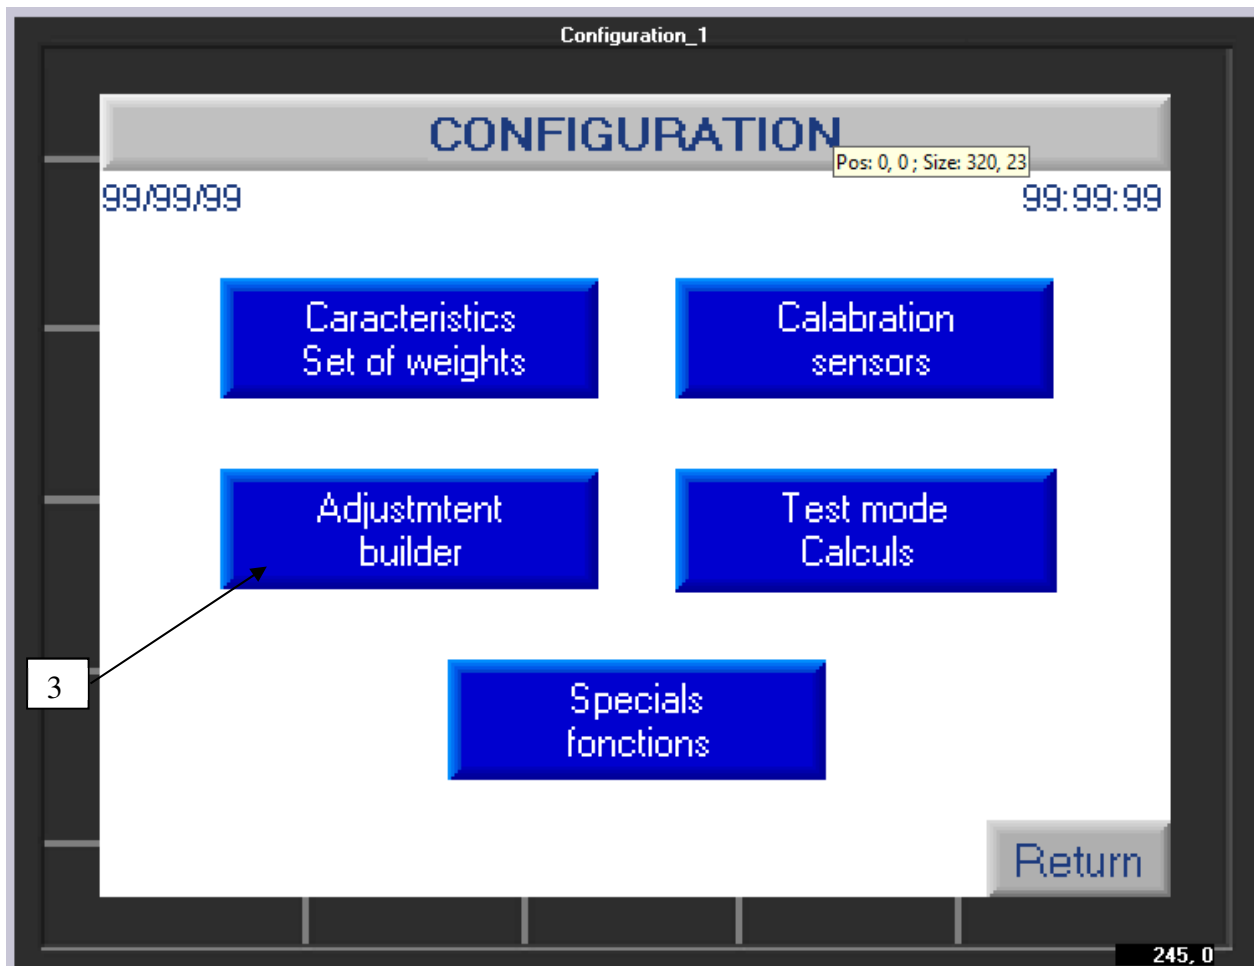 Configuration_1
CONFIGURATION
Pos: 0, 0 ; Size: 320, 23
99/99/99
99:99:99
Caracteristics
Set of weights
Calabration
sensors
Adjustmtent
builder
Test mode
Calculs
3
Specials
fonctions
Return
245, 0